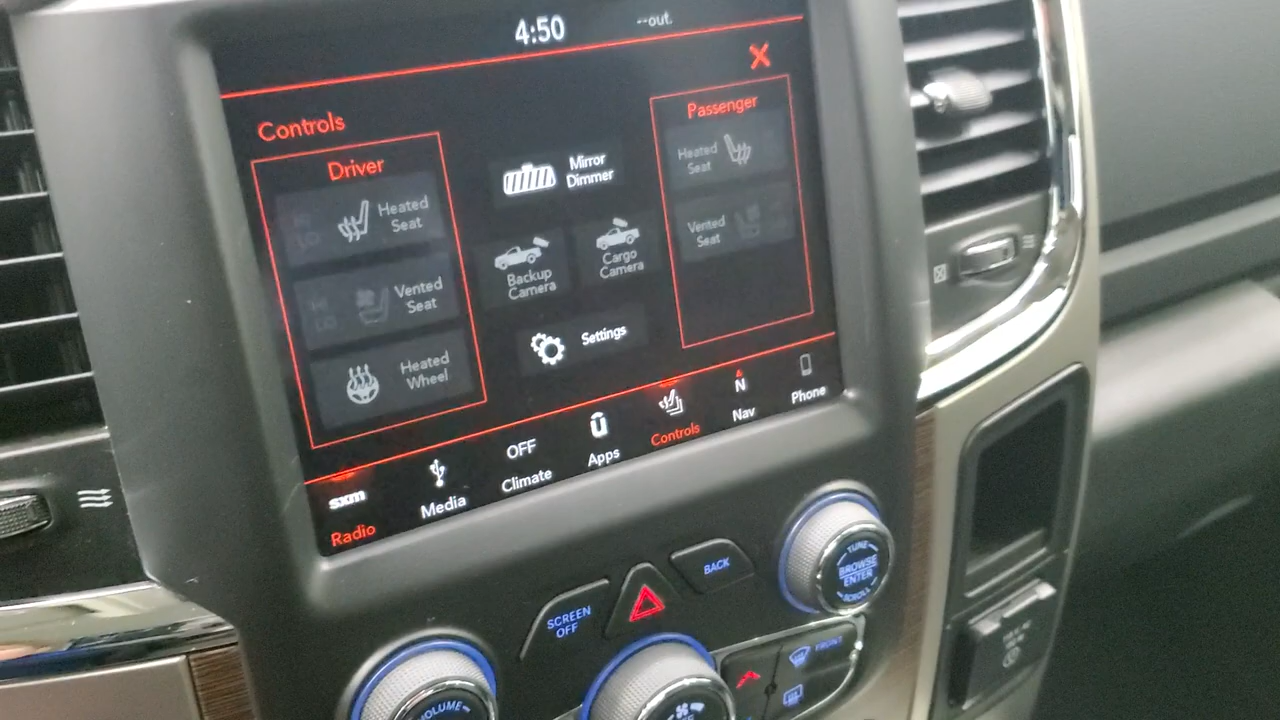 4:50
--out.
X
Controls
Driver
Heated
Seat
Vented
Seat
Heated
Wheel
Mirror
Dimmer
Backup
Camera
Cargo
Camera
Settings
Passenger
Heated
Seat
Vented
Seat
sxm
Radio
Media
OFF
Climate
Apps
Controls
N
Nav
Phone
SCREEN
OFF
BACK
TUNE
BROWSE
ENTER
SCROLL
VOLUME
FRONT